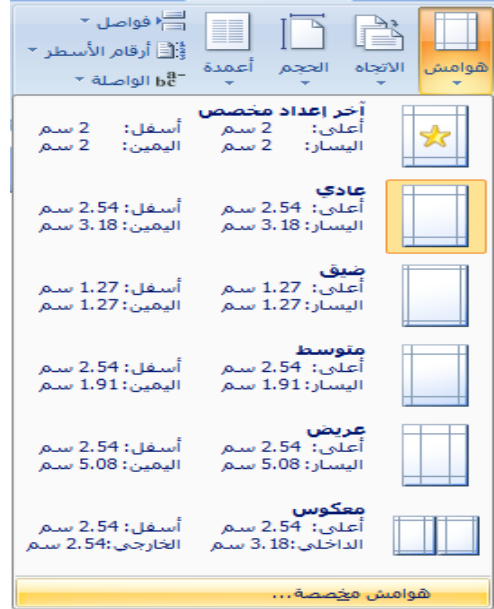 هوامش
الاتجاه
الحجم
أعمدة
فواصل
أرقام الأسطر
الواصلة
آخر إعداد مخصص
أعلى: 2 سم أسفل: 2 سم
اليسار: 2 سم اليمين: 2 سم
عادي
أعلى: 2.54 سم أسفل: 2.54 سم
اليسار: 3.18 سم اليمين: 3.18 سم
ضيق
أعلى: 1.27 سم أسفل: 1.27 سم
اليسار: 1.27 سم اليمين: 1.27 سم
متوسط
أعلى: 2.54 سم أسفل: 2.54 سم
اليسار: 1.91 سم اليمين: 1.91 سم
عريض
أعلى: 2.54 سم أسفل: 2.54 سم
اليسار: 5.08 سم اليمين: 5.08 سم
معكوس
أعلى: 2.54 سم أسفل: 2.54 سم
الداخلي: 3.18 سم الخارجي: 2.54 سم
هوامش مخصصة...